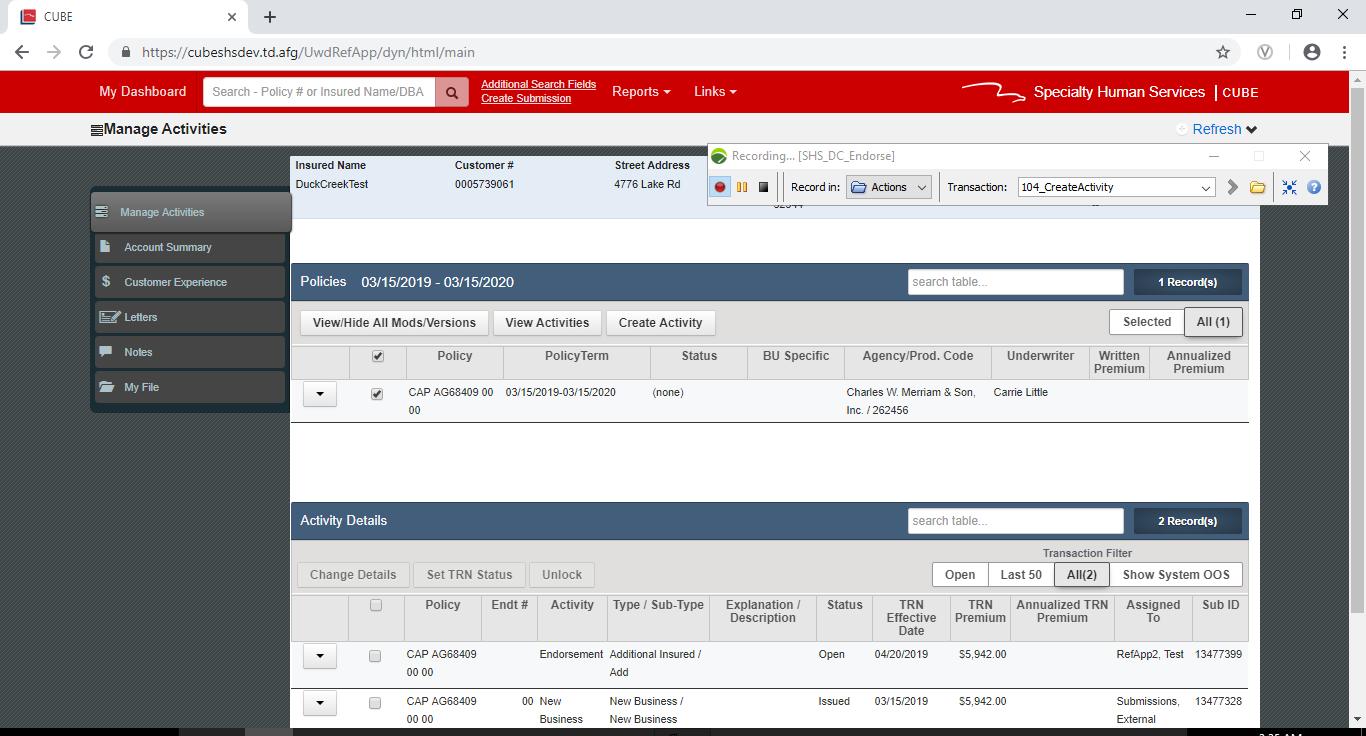 CUBE
https://cubeshsdev.td.afg/UwdRefApp/dyn/html/main
My Dashboard
Search - Policy # or Insured Name/DBA
Additional Search Fields
Create Submission
Reports
Links
Specialty Human Services | CUBE
Manage Activities
Refresh
Recording... [SHS_DC_Endorse]
Record in: Actions Transaction: 104_CreateActivity
Insured Name Customer # Street Address
DuckCreekTest 0005739061 4776 Lake Rd
Manage Activities
Account Summary
Customer Experience
Letters
Notes
My File
Policies 03/15/2019 - 03/15/2020 search table... 1 Record(s)
View/Hide All Mods/Versions View Activities Create Activity Selected All (1)
Policy PolicyTerm Status BU Specific Agency/Prod. Code Underwriter Written Premium Annualized Premium
CAP AG68409 00 03/15/2019-03/15/2020 (none) Charles W. Merriam & Son, Carrie Little
00 Inc. / 262456
Activity Details search table... 2 Record(s)
Transaction Filter
Change Details Set TRN Status Unlock Open Last 50 All(2) Show System OOS
Policy Endt # Activity Type / Sub-Type Explanation / Description Status TRN Effective Date TRN Premium Annualized TRN Premium Assigned To Sub ID
CAP AG68409 Endorsement Additional Insured / Open 04/20/2019 $5,942.00 RefApp2, Test 13477399
00 00 Add
CAP AG68409 00 New New Business / Issued 03/15/2019 $5,942.00 Submissions, 13477328
00 00 Business New Business External